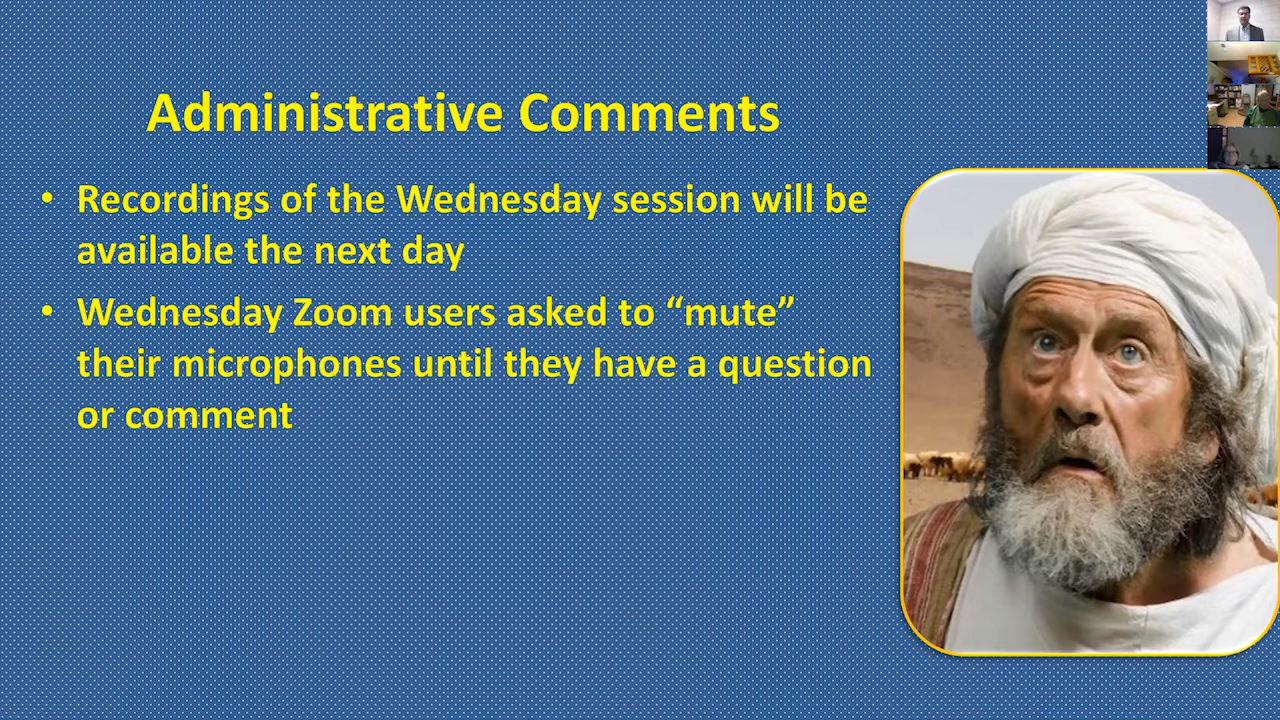 Administrative Comments
• Recordings of the Wednesday session will be
available the next day
• Wednesday Zoom users asked to “mute”
their microphones until they have a question
or comment